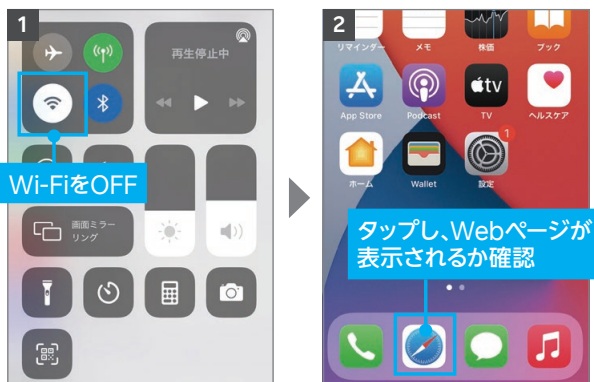 1
再生停止中
Wi-FiをOFF
画面ミラー
リング
2
リマインダー
メモ
株価
ブック
App Store
Podcast
tv
TV
ヘルスケア
ホーム
Wallet
1
設定
タップし、Webページが
表示されるか確認